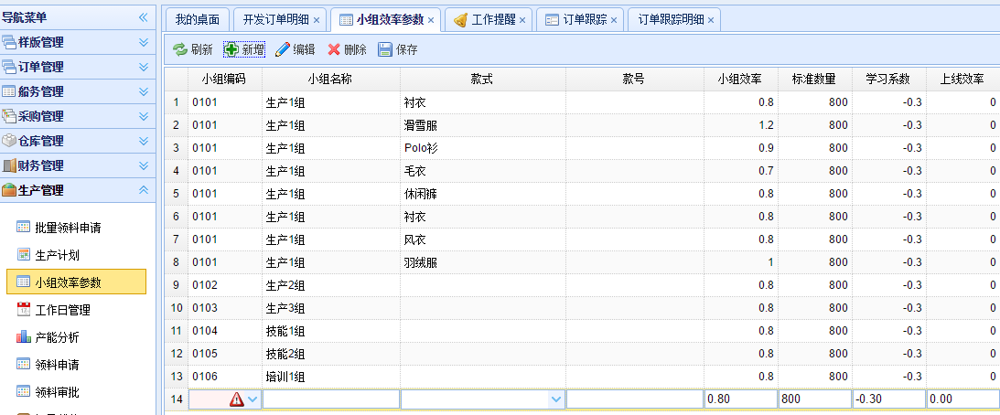 导航菜单
样版管理
订单管理
船务管理
采购管理
仓库管理
财务管理
生产管理
批量领料申请
生产计划
小组效率参数
工作日管理
产能分析
领料申请
领料审批
我的桌面 开发订单明细 小组效率参数 工作提醒 订单跟踪 订单跟踪明细
刷新 新增 编辑 删除 保存
小组编码 小组名称 款式 款号 小组效率 标准数量 学习系数 上线效率
1 0101 生产1组 衬衣 0.8 800 -0.3 0
2 0101 生产1组 滑雪服 1.2 800 -0.3 0
3 0101 生产1组 Polo衫 0.9 800 -0.3 0
4 0101 生产1组 毛衣 0.7 800 -0.3 0
5 0101 生产1组 休闲裤 0.8 800 -0.3 0
6 0101 生产1组 衬衣 0.8 800 -0.3 0
7 0101 生产1组 风衣 0.8 800 -0.3 0
8 0101 生产1组 羽绒服 1 800 -0.3 0
9 0102 生产2组 0.8 800 -0.3 0
10 0103 生产3组 0.8 800 -0.3 0
11 0104 技能1组 0.8 800 -0.3 0
12 0105 技能2组 0.8 800 -0.3 0
13 0106 培训1组 0.8 800 -0.3 0
14 0.80 800 -0.30 0.00